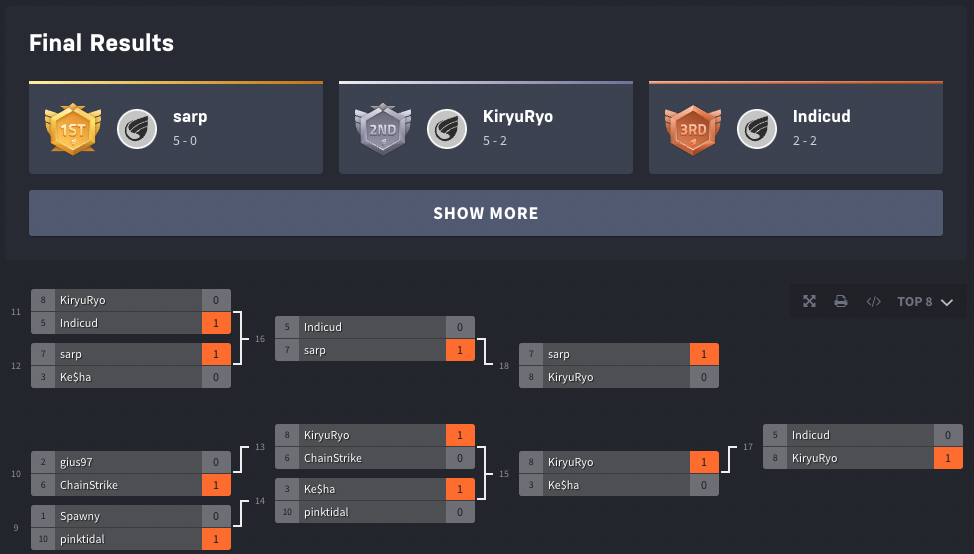 Final Results
1ST
sarp
5 - 0
2ND
KiryuRyo
5 - 2
3RD
Indicud
2 - 2
SHOW MORE
</> TOP 8
11
8 KiryuRyo 0
5 Indicud 1
12
7 sarp 1
3 Ke$ha 0
16
5 Indicud 0
7 sarp 1
18
7 sarp 1
8 KiryuRyo 0
10
2 gius97 0
6 ChainStrike 1
9
1 Spawny 0
10 pinktidal 1
13
8 KiryuRyo 1
6 ChainStrike 0
14
3 Ke$ha 1
10 pinktidal 0
15
8 KiryuRyo 1
3 Ke$ha 0
17
5 Indicud 0
8 KiryuRyo 1